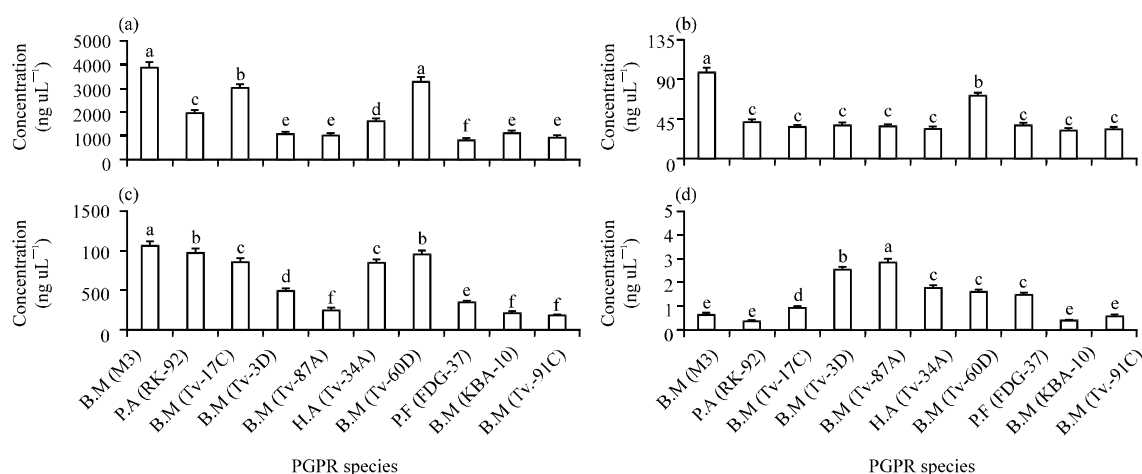 (a)
Concentration
(ng uL⁻¹)
5000
4000
3000
2000
1000
0
a
c
b
e
e
d
a
f
e
e
(b)
Concentration
(ng uL⁻¹)
135
90
45
0
a
c
c
c
c
c
b
c
c
c
(c)
Concentration
(ng uL⁻¹)
1500
100
500
0
a
b
c
d
f
c
b
e
f
f
B.M (M3)
P.A (RK-92)
B.M (Tv-17C)
B.M (Tv-3D)
B.M (Tv-87A)
H.A (Tv-34A)
B.M (Tv-60D)
P.F (FDG-37)
B.M (KBA-10)
B.M (Tv.-91C)
PGPR species
(d)
Concentration
(ng uL⁻¹)
5
4
3
2
1
0
e
e
d
b
a
c
c
c
e
e
B.M (M3)
P.A (RK-92)
B.M (Tv-17C)
B.M (Tv-3D)
B.M (Tv-87A)
H.A (Tv-34A)
B.M (Tv-60D)
P.F (FDG-37)
B.M (KBA-10)
B.M (Tv.-91C)
PGPR species